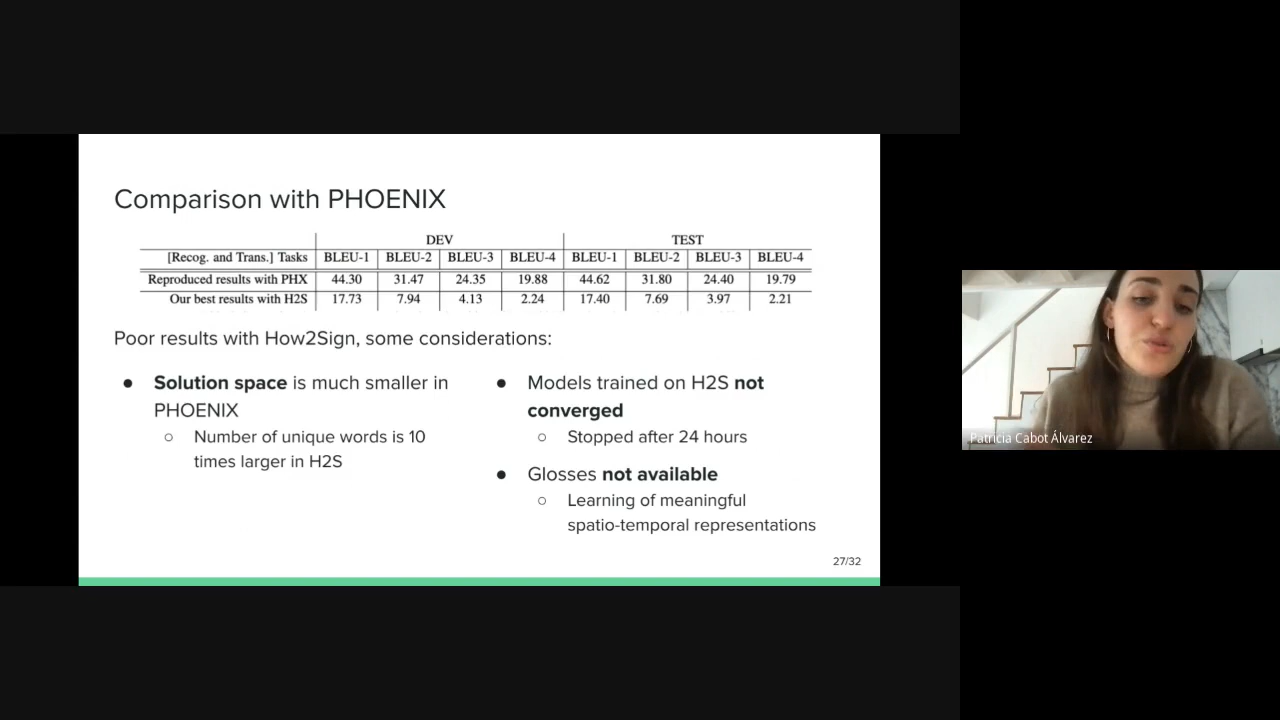 Comparison with PHOENIX
DEV TEST
[Recog. and Trans.] Tasks BLEU-1 BLEU-2 BLEU-3 BLEU-4 BLEU-1 BLEU-2 BLEU-3 BLEU-4
Reproduced results with PHX 44.30 31.47 24.35 19.88 44.62 31.80 24.40 19.79
Our best results with H2S 17.73 7.94 4.13 2.24 17.40 7.69 3.97 2.21
Poor results with How2Sign, some considerations:
● Solution space is much smaller in
PHOENIX
○ Number of unique words is 10
times larger in H2S
● Models trained on H2S not
converged
○ Stopped after 24 hours
● Glosses not available
○ Learning of meaningful
spatio-temporal representations
27/32
Patricia Cabot Álvarez